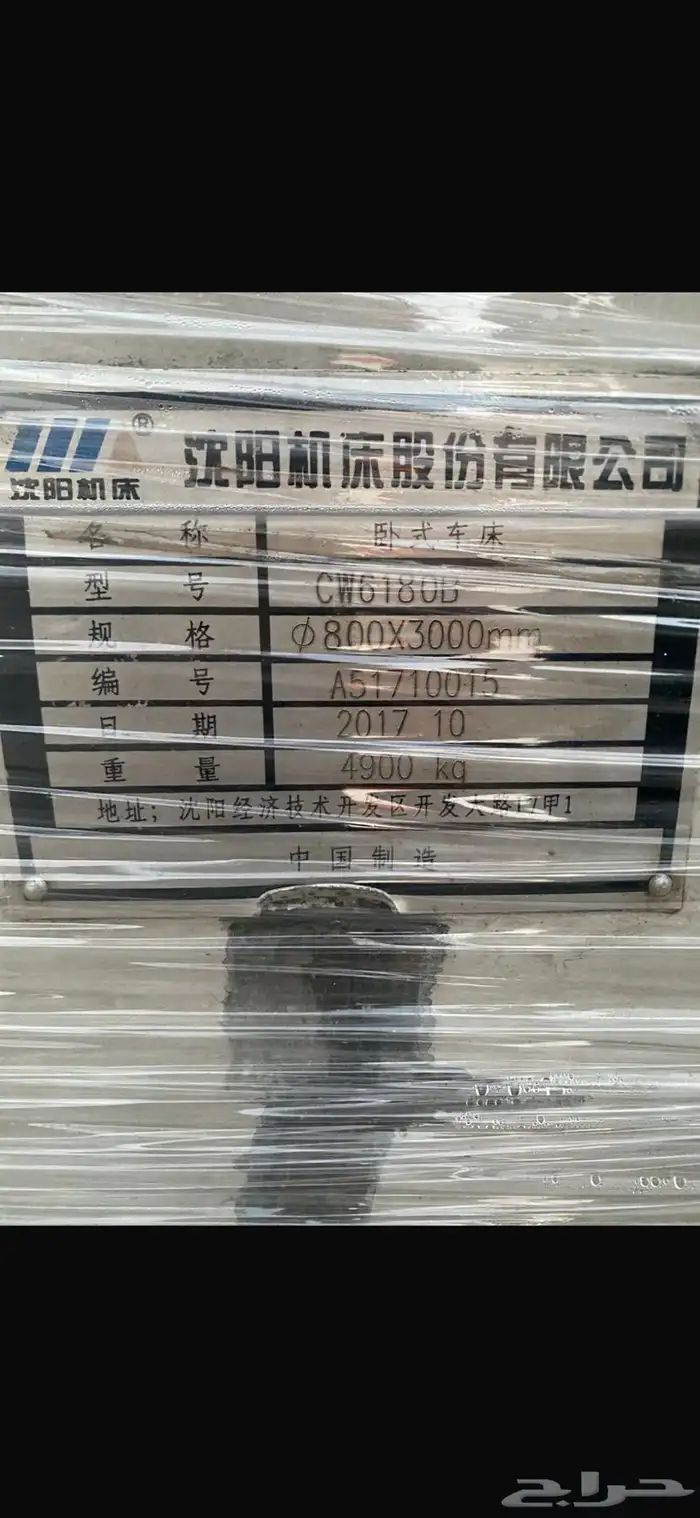 沈阳机床®
沈阳机床股份有限公司
名 称 卧式车床
型 号 CW6180B
规 格 φ800X3000mm
编 号 A51710015
日 期 2017 10
重 量 4900 kg
地址: 沈阳经济技术开发区开发大路17甲1
中国制造
حراج